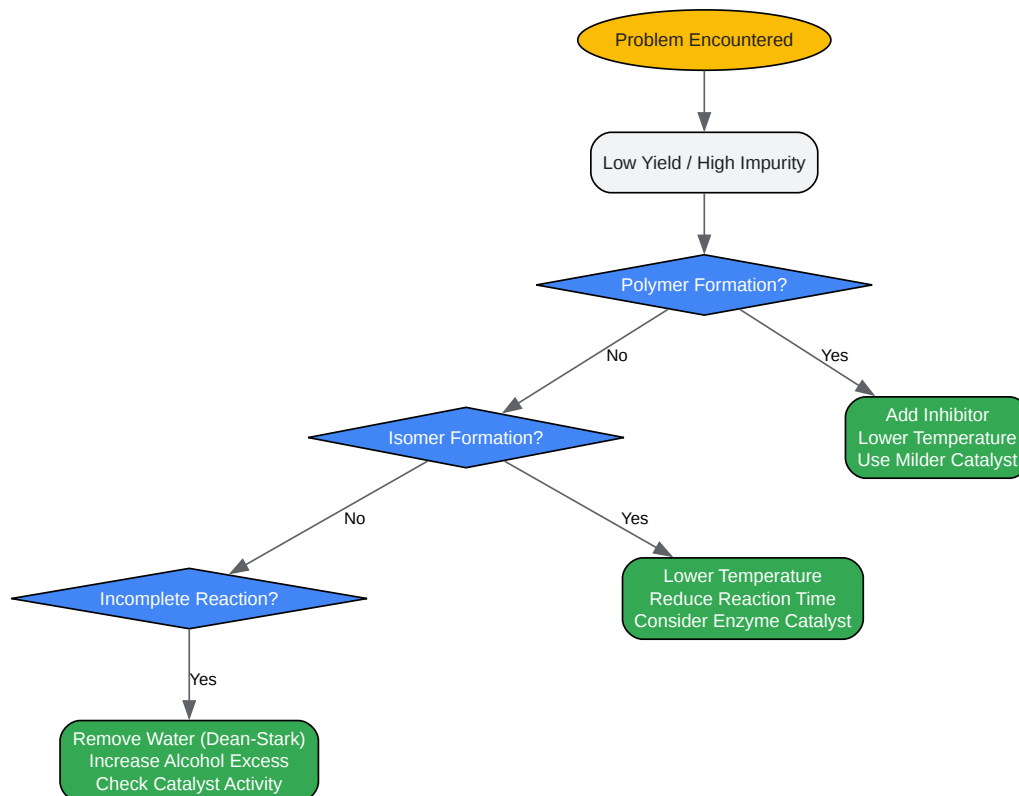 Problem Encountered
Low Yield / High Impurity
Polymer Formation?
No
Yes
Add Inhibitor
Lower Temperature
Use Milder Catalyst
Isomer Formation?
No
Yes
Lower Temperature
Reduce Reaction Time
Consider Enzyme Catalyst
Incomplete Reaction?
Yes
Remove Water (Dean-Stark)
Increase Alcohol Excess
Check Catalyst Activity